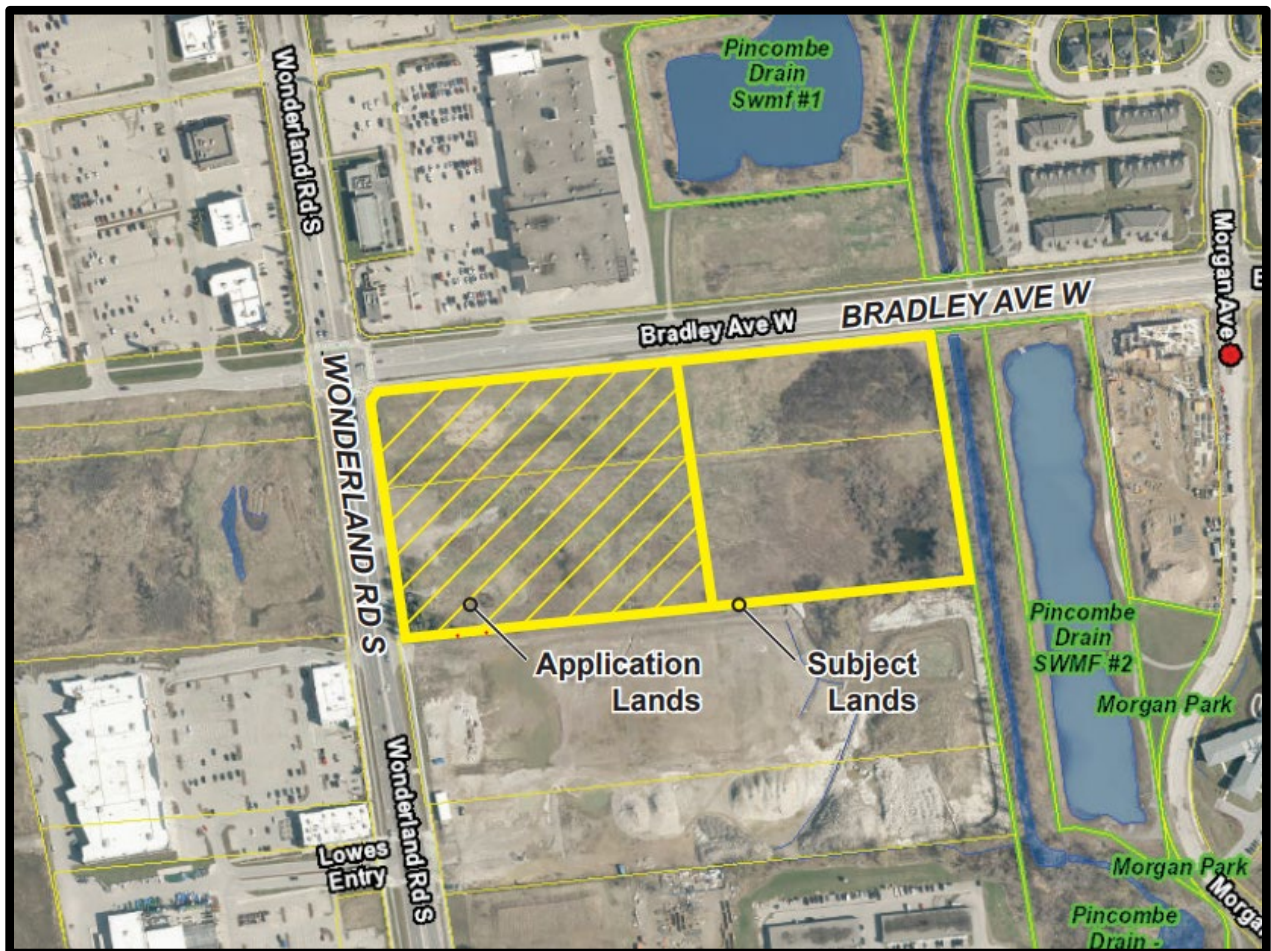 Pincombe
Drain
Swmf #1
Wonderland Rd S
Morgan Ave
BRADLEY AVE W
Bradley Ave W
WONDERLAND RD S
Application
Lands
Subject
Lands
Pincombe
Drain
SWMF #2
Morgan Park
Wonderland Rd S
Lowes
Entry
Morgan Park
Pincombe
Drain -